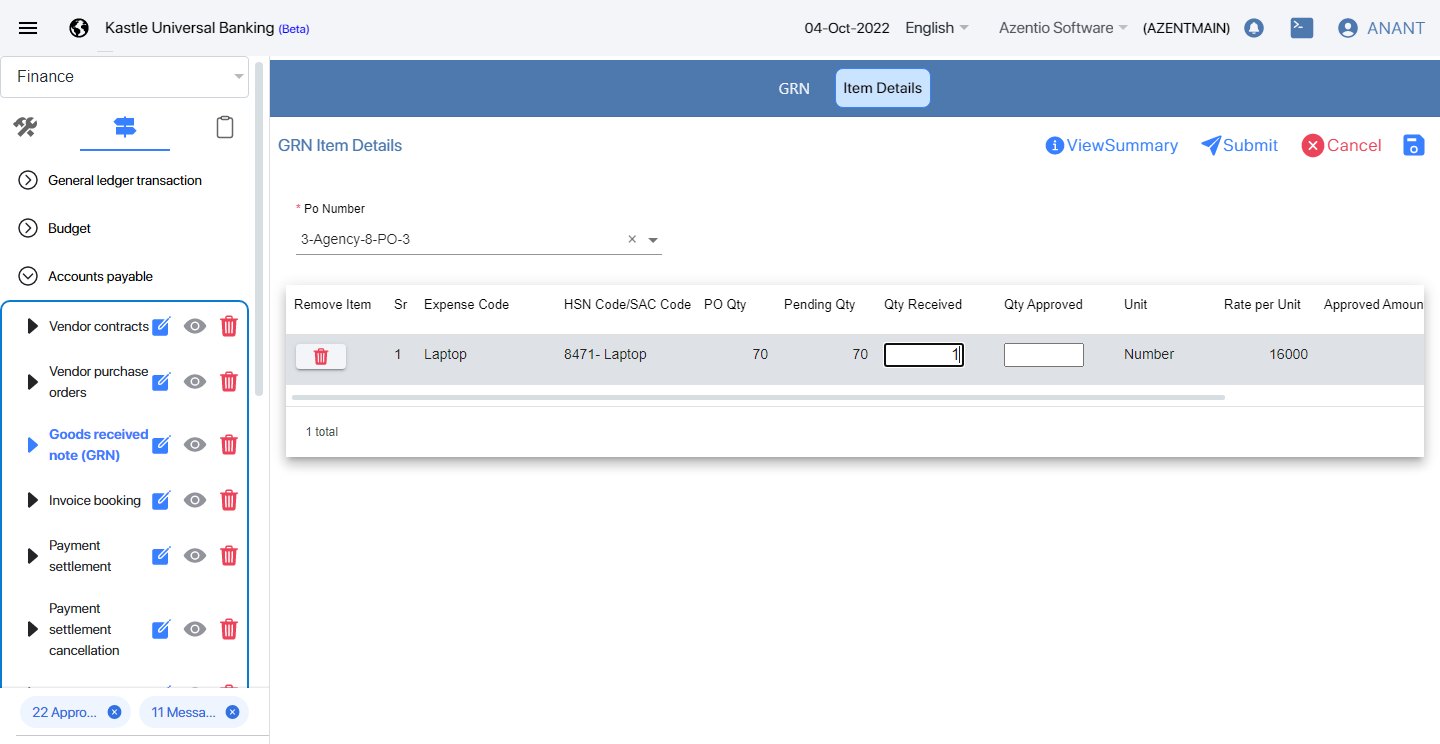 Kastle Universal Banking (Beta)
04-Oct-2022 English Azentio Software (AZENTMAIN) ANANT
Finance
General ledger transaction
Budget
Accounts payable
Vendor contracts
Vendor purchase
orders
Goods received
note (GRN)
Invoice booking
Payment
settlement
Payment
settlement
cancellation
22 Appro... 11 Messa...
GRN Item Details
GRN Item Details
ViewSummary Submit Cancel
* Po Number
3-Agency-8-PO-3
Remove Item Sr Expense Code HSN Code/SAC Code PO Qty Pending Qty Qty Received Qty Approved Unit Rate per Unit Approved Amoun
1 Laptop 8471- Laptop 70 70 1 Number 16000
1 total